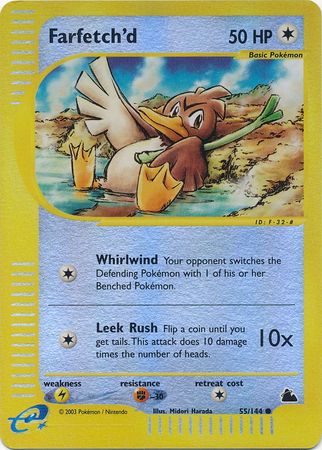 Farfetch'd 50 HP
Basic Pokémon
ID: F-32-#
Whirlwind Your opponent switches the
Defending Pokémon with 1 of his or her
Benched Pokémon.
Leek Rush Flip a coin until you
get tails. This attack does 10 damage
times the number of heads.
10x
weakness resistance retreat cost
-30
e
© 2003 Pokémon / Nintendo Illus. Midori Harada 55/144 ●